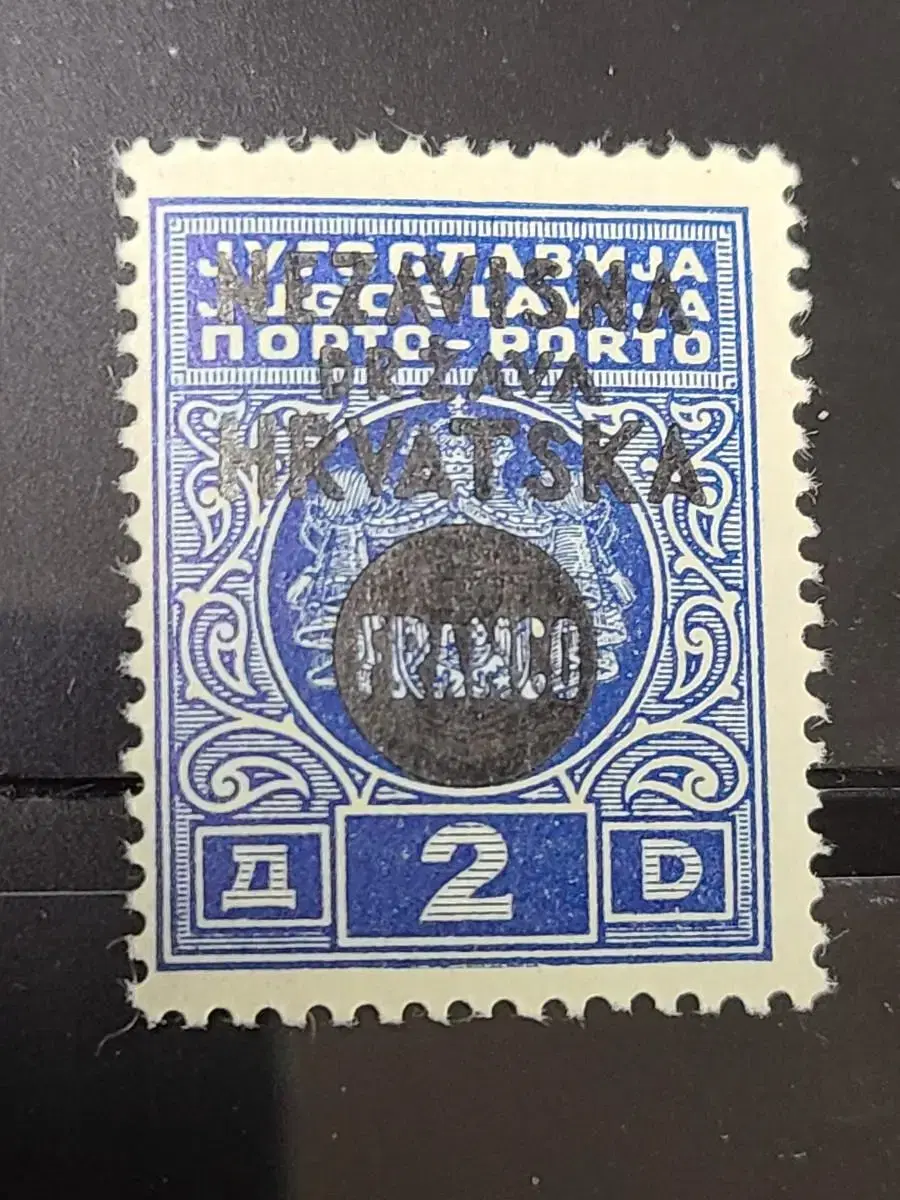 ЈУГОСЛАВИЈА
JUGOSLAVIJA
ПОРТО-PORTO
NEZAVISNA
DRŽAVA
HRVATSKA
FRANCO
Д 2 D